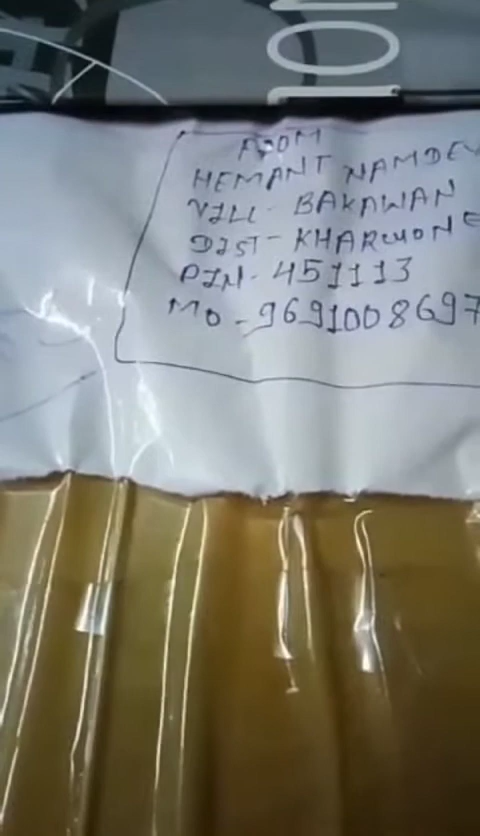 FROM
HEMANT NAMDEV
VILL- BAKAWAN
DIST- KHARGONE
PIN- 451113
MO - 9691008697